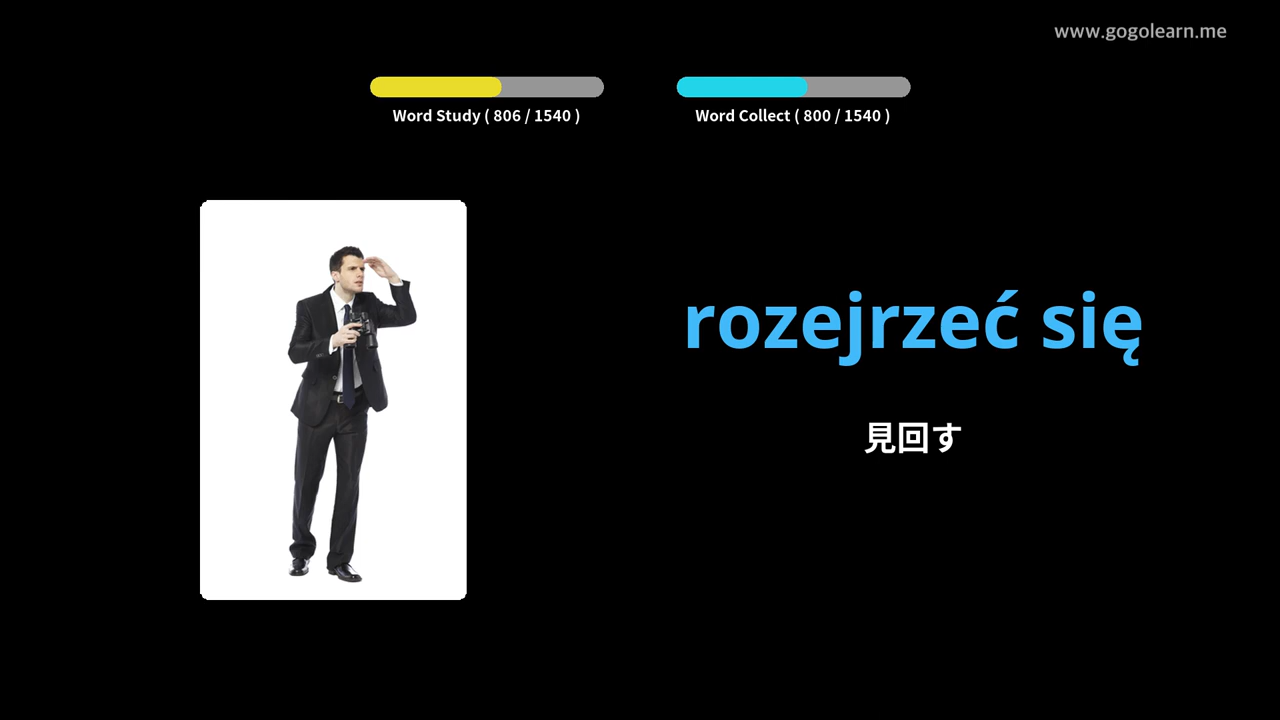 www.gogolearn.me
Word Study ( 806 / 1540 )
Word Collect ( 800 / 1540 )
rozejrzeć się
見回す